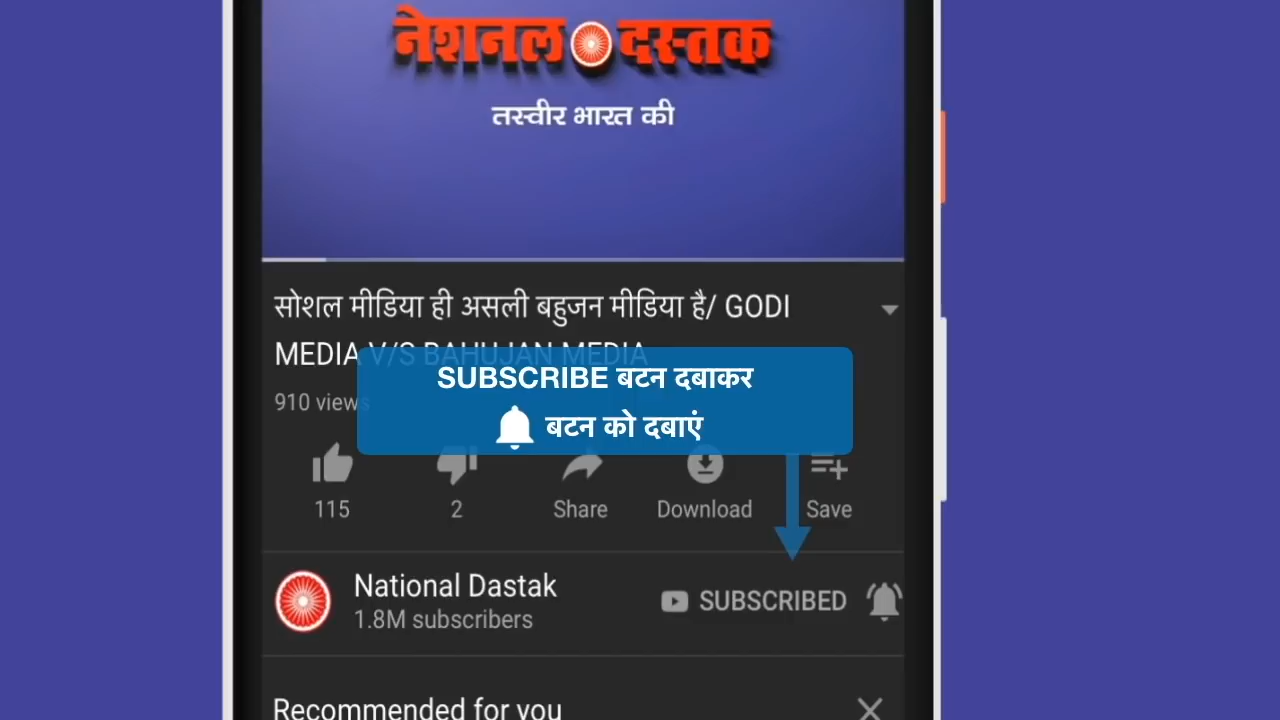 नेशनल दस्तक
तस्वीर भारत की
सोशल मीडिया ही असली बहुजन मीडिया है/ GODI
MEDIA V/S BAHUJAN MEDIA
910 views
SUBSCRIBE बटन दबाकर
बटन को दबाएं
115
2
Share
Download
Save
National Dastak
1.8M subscribers
SUBSCRIBED
Recommended for you